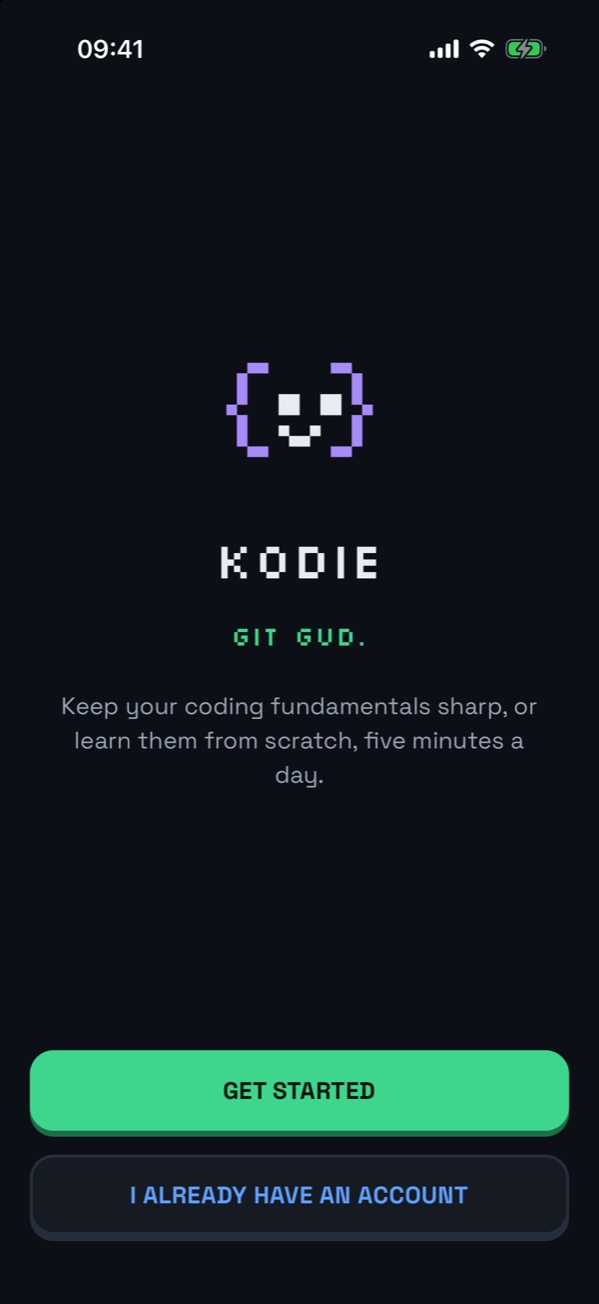 09:41
KODIE
GIT GUD.
Keep your coding fundamentals sharp, or
learn them from scratch, five minutes a
day.
GET STARTED
I ALREADY HAVE AN ACCOUNT